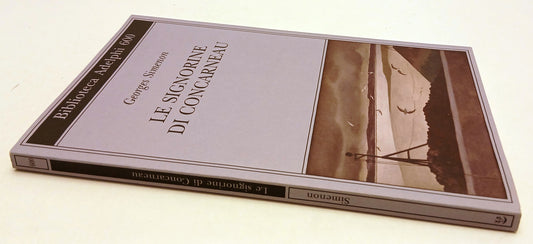 Biblioteca Adelphi 600
Georges Simenon
LE SIGNORINE
DI CONCARNEAU
600
Le signorine di Concarneau
Simenon